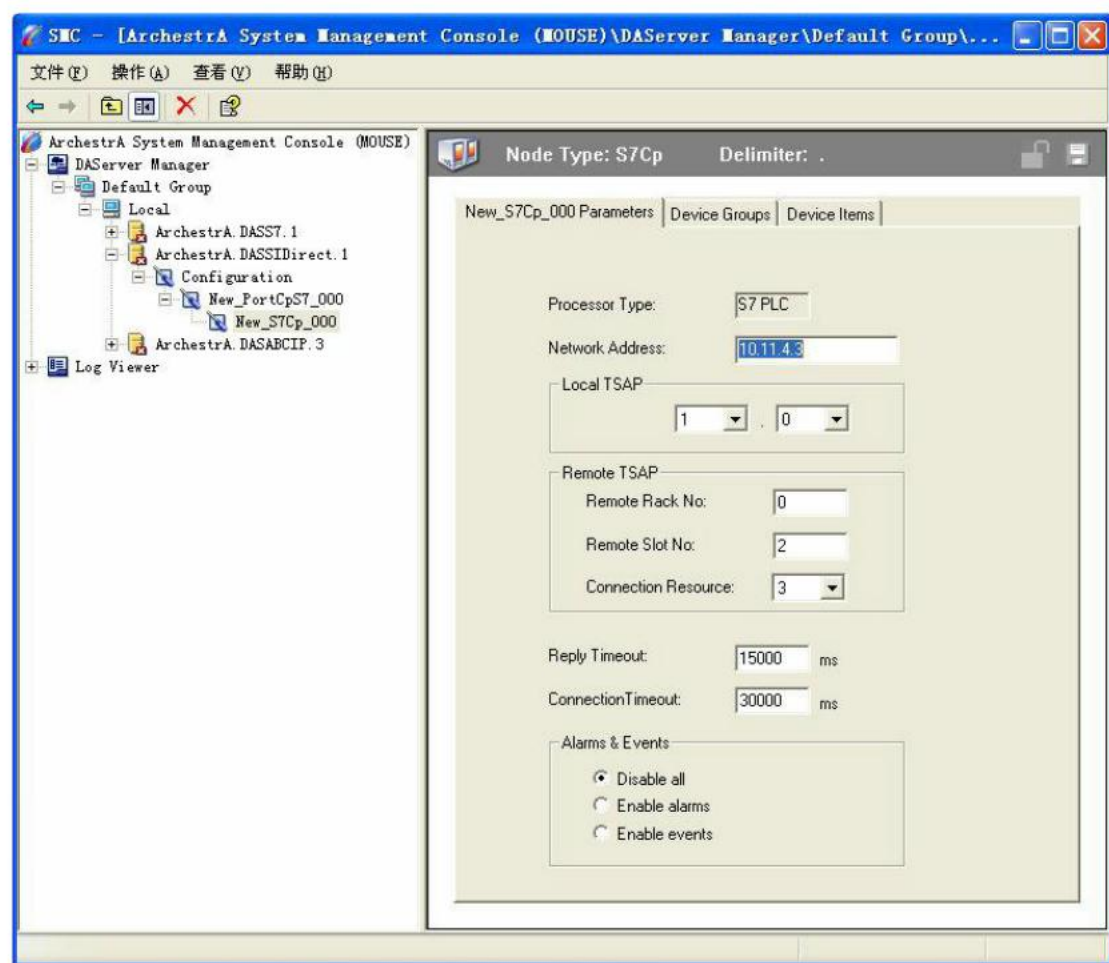 SMC - [ArchestrA System Management Console (MOUSE)\DAServer Manager\Default Group\...
文件(F) 操作(A) 查看(V) 帮助(H)
ArchestrA System Management Console (MOUSE)
DAServer Manager
Default Group
Local
ArchestrA.DASS7.1
ArchestrA.DASSIDirect.1
Configuration
New_PortCpS7_000
New_S7Cp_000
ArchestrA.DASABCIP.3
Log Viewer
Node Type: S7Cp Delimiter: .
New_S7Cp_000 Parameters Device Groups Device Items
Processor Type: S7 PLC
Network Address: 10.11.4.3
Local TSAP
1 . 0
Remote TSAP
Remote Rack No: 0
Remote Slot No: 2
Connection Resource: 3
Reply Timeout: 15000 ms
ConnectionTimeout: 30000 ms
Alarms & Events
Disable all
Enable alarms
Enable events